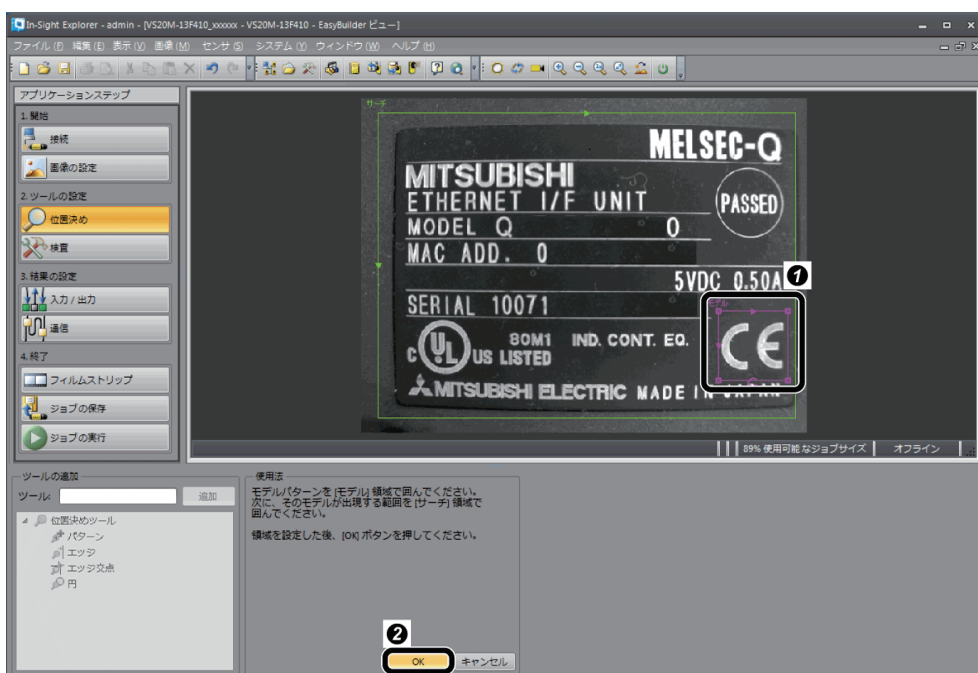 In-Sight Explorer - admin - [VS20M-13F410_xxxxxx - VS20M-13F410 - EasyBuilder ビュー]
ファイル (F) 編集 (E) 表示 (V) 画像 (M) センサ (S) システム (Y) ウィンドウ (W) ヘルプ (H)
アプリケーションステップ
1. 開始
接続
画像の設定
2. ツールの設定
位置決め
検査
3. 結果の設定
入力 / 出力
通信
4. 終了
フィルムストリップ
ジョブの保存
ジョブの実行
サーチ
MELSEC-Q
MITSUBISHI
ETHERNET I/F UNIT
PASSED
MODEL Q 0
MAC ADD. 0
5VDC 0.50A
1
SERIAL 10071
モデル
CE
C UL US LISTED
80M1 IND. CONT. EQ.
MITSUBISHI ELECTRIC MADE IN JAPAN
89% 使用可能なジョブサイズ
オフライン
ツールの追加
ツール:
追加
位置決めツール
パターン
エッジ
エッジ交点
円
使用法
モデルパターンを [モデル] 領域で囲んでください。
次に、そのモデルが出現する範囲を [サーチ] 領域で
囲んでください。
領域を設定した後、[OK] ボタンを押してください。
2
OK
キャンセル